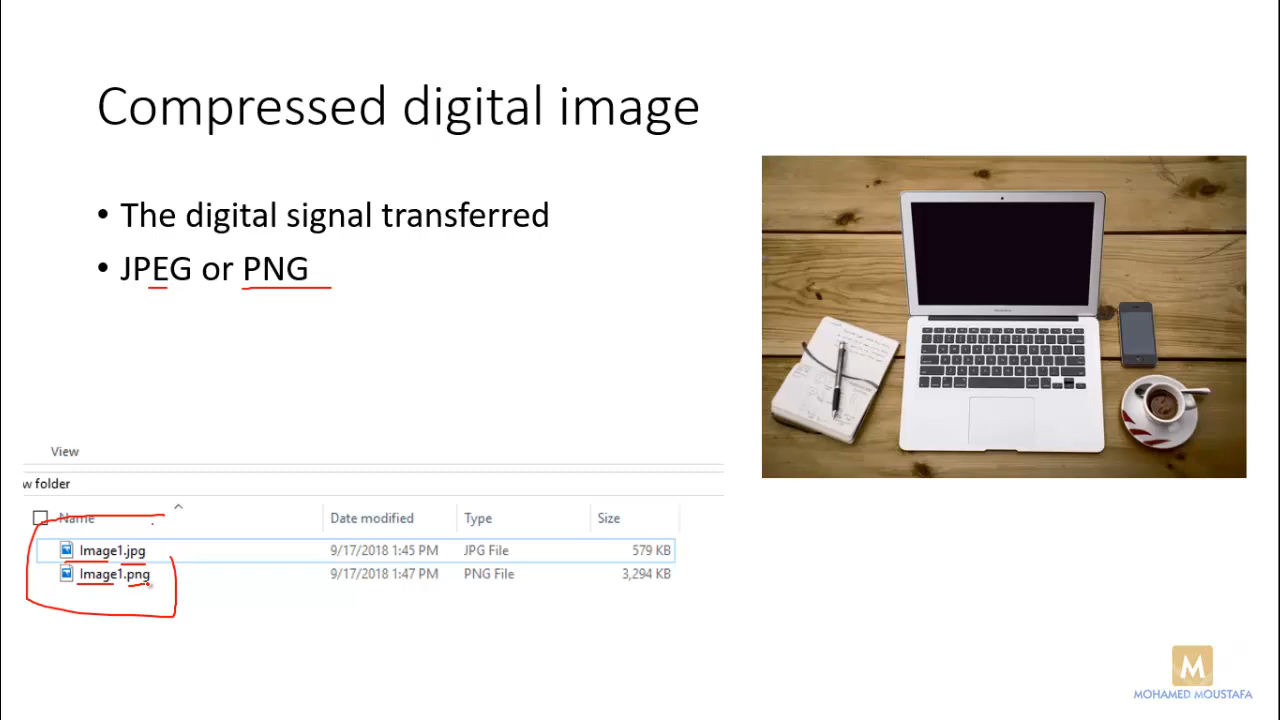 Compressed digital image
• The digital signal transferred
• JPEG or PNG
View
w folder
Name Date modified Type Size
Image1.jpg 9/17/2018 1:45 PM JPG File 579 KB
Image1.png 9/17/2018 1:47 PM PNG File 3,294 KB
M
MOHAMED MOUSTAFA